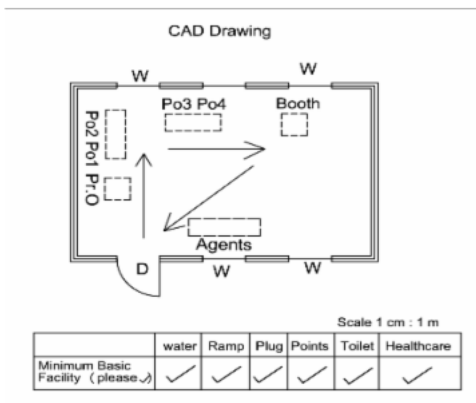 CAD Drawing
W
W
Po3 Po4
Booth
Po2 Po1 Pr.O
Agents
D
W
W
Scale 1 cm : 1 m
water Ramp Plug Points Toilet Healthcare
Minimum Basic
Facility ( please ✓)
✓ ✓ ✓ ✓ ✓ ✓